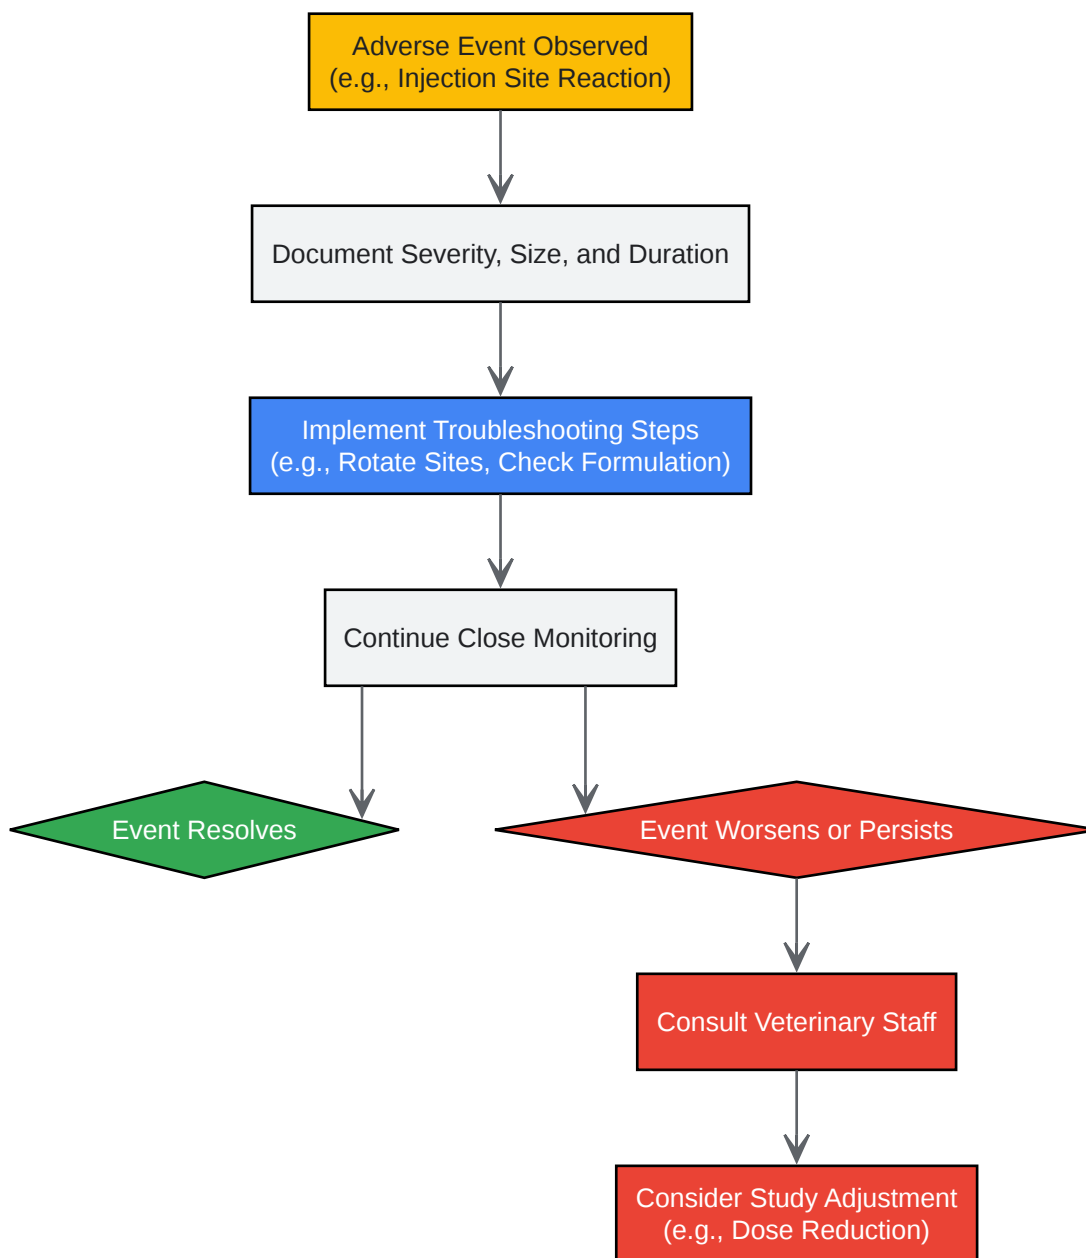 Adverse Event Observed
(e.g., Injection Site Reaction)
Document Severity, Size, and Duration
Implement Troubleshooting Steps
(e.g., Rotate Sites, Check Formulation)
Continue Close Monitoring
Event Resolves
Event Worsens or Persists
Consult Veterinary Staff
Consider Study Adjustment
(e.g., Dose Reduction)